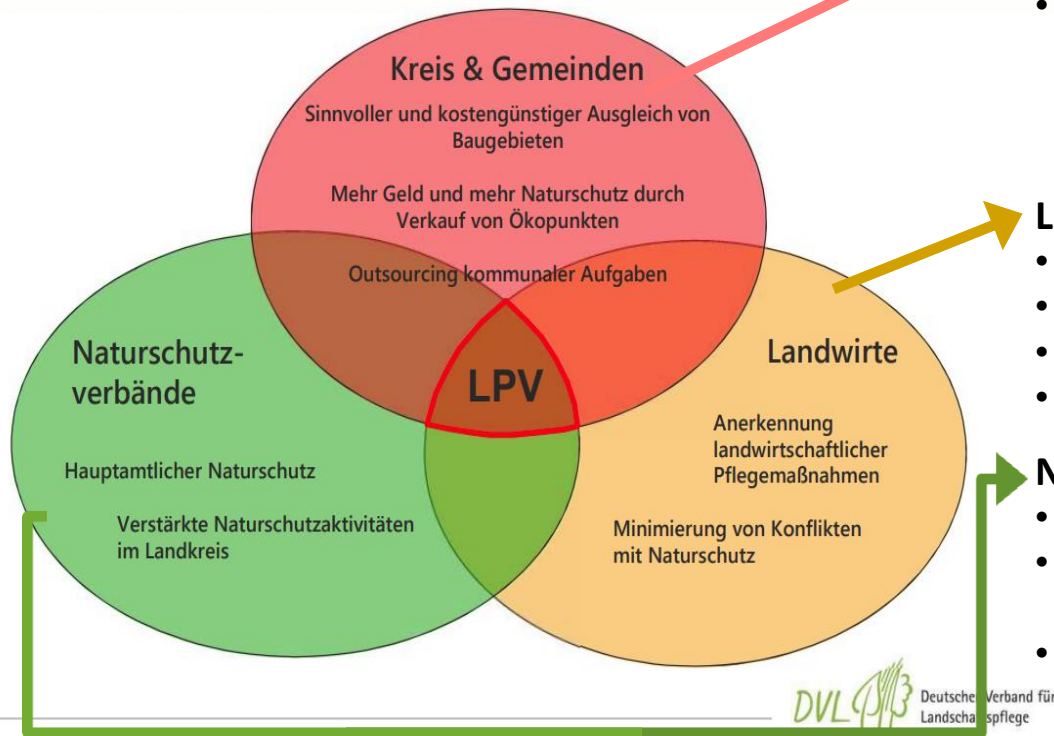 Kreis & Gemeinden
Sinnvoller und kostengünstiger Ausgleich von
Baugebieten
Mehr Geld und mehr Naturschutz durch
Verkauf von Ökopunkten
Outsourcing kommunaler Aufgaben
Naturschutz-
verbände
Hauptamtlicher Naturschutz
Verstärkte Naturschutzaktivitäten
im Landkreis
LPV
Landwirte
Anerkennung
landwirtschaftlicher
Pflegemaßnahmen
Minimierung von Konflikten
mit Naturschutz
•
L
•
•
•
•
N
•
•
•
DVL
Deutscher Verband für
Landschaftspflege